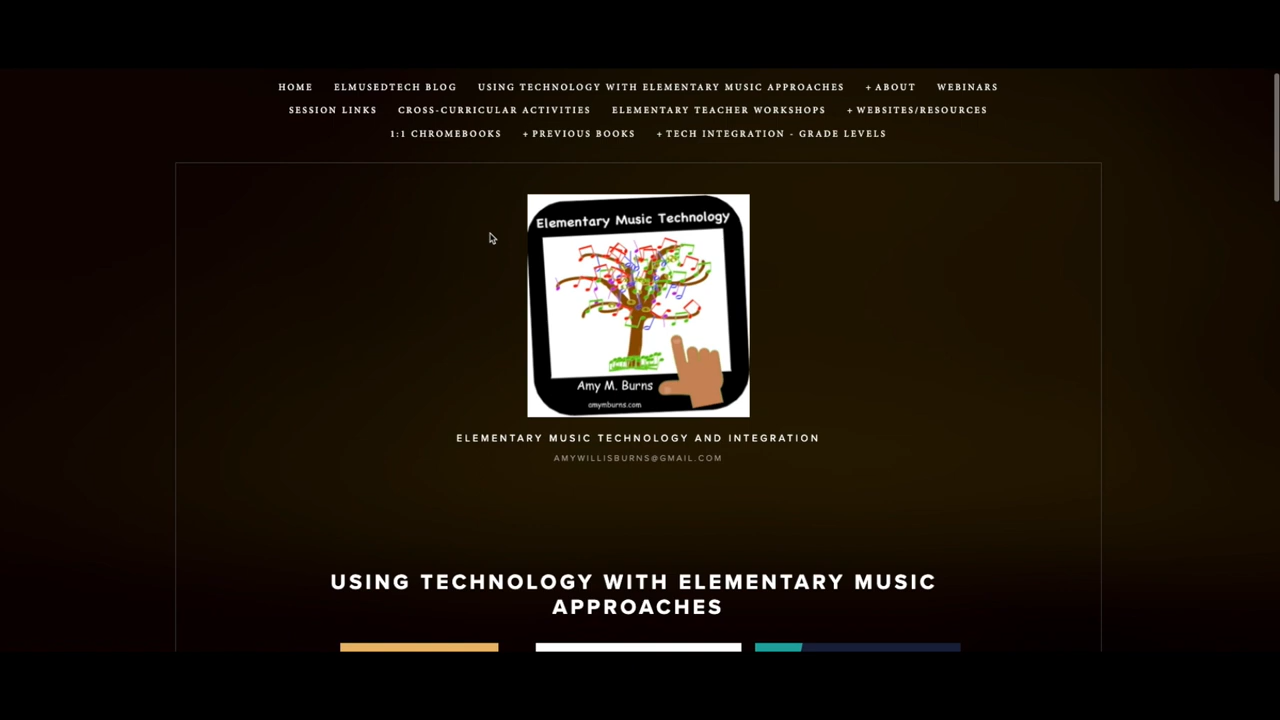 HOME ELMUSEDTECH BLOG USING TECHNOLOGY WITH ELEMENTARY MUSIC APPROACHES + ABOUT WEBINARS
SESSION LINKS CROSS-CURRICULAR ACTIVITIES ELEMENTARY TEACHER WORKSHOPS + WEBSITES/RESOURCES
1:1 CHROMEBOOKS + PREVIOUS BOOKS + TECH INTEGRATION - GRADE LEVELS
Elementary Music Technology
Amy M. Burns
amymburns.com
ELEMENTARY MUSIC TECHNOLOGY AND INTEGRATION
AMYWILLISBURNS@GMAIL.COM
USING TECHNOLOGY WITH ELEMENTARY MUSIC
APPROACHES